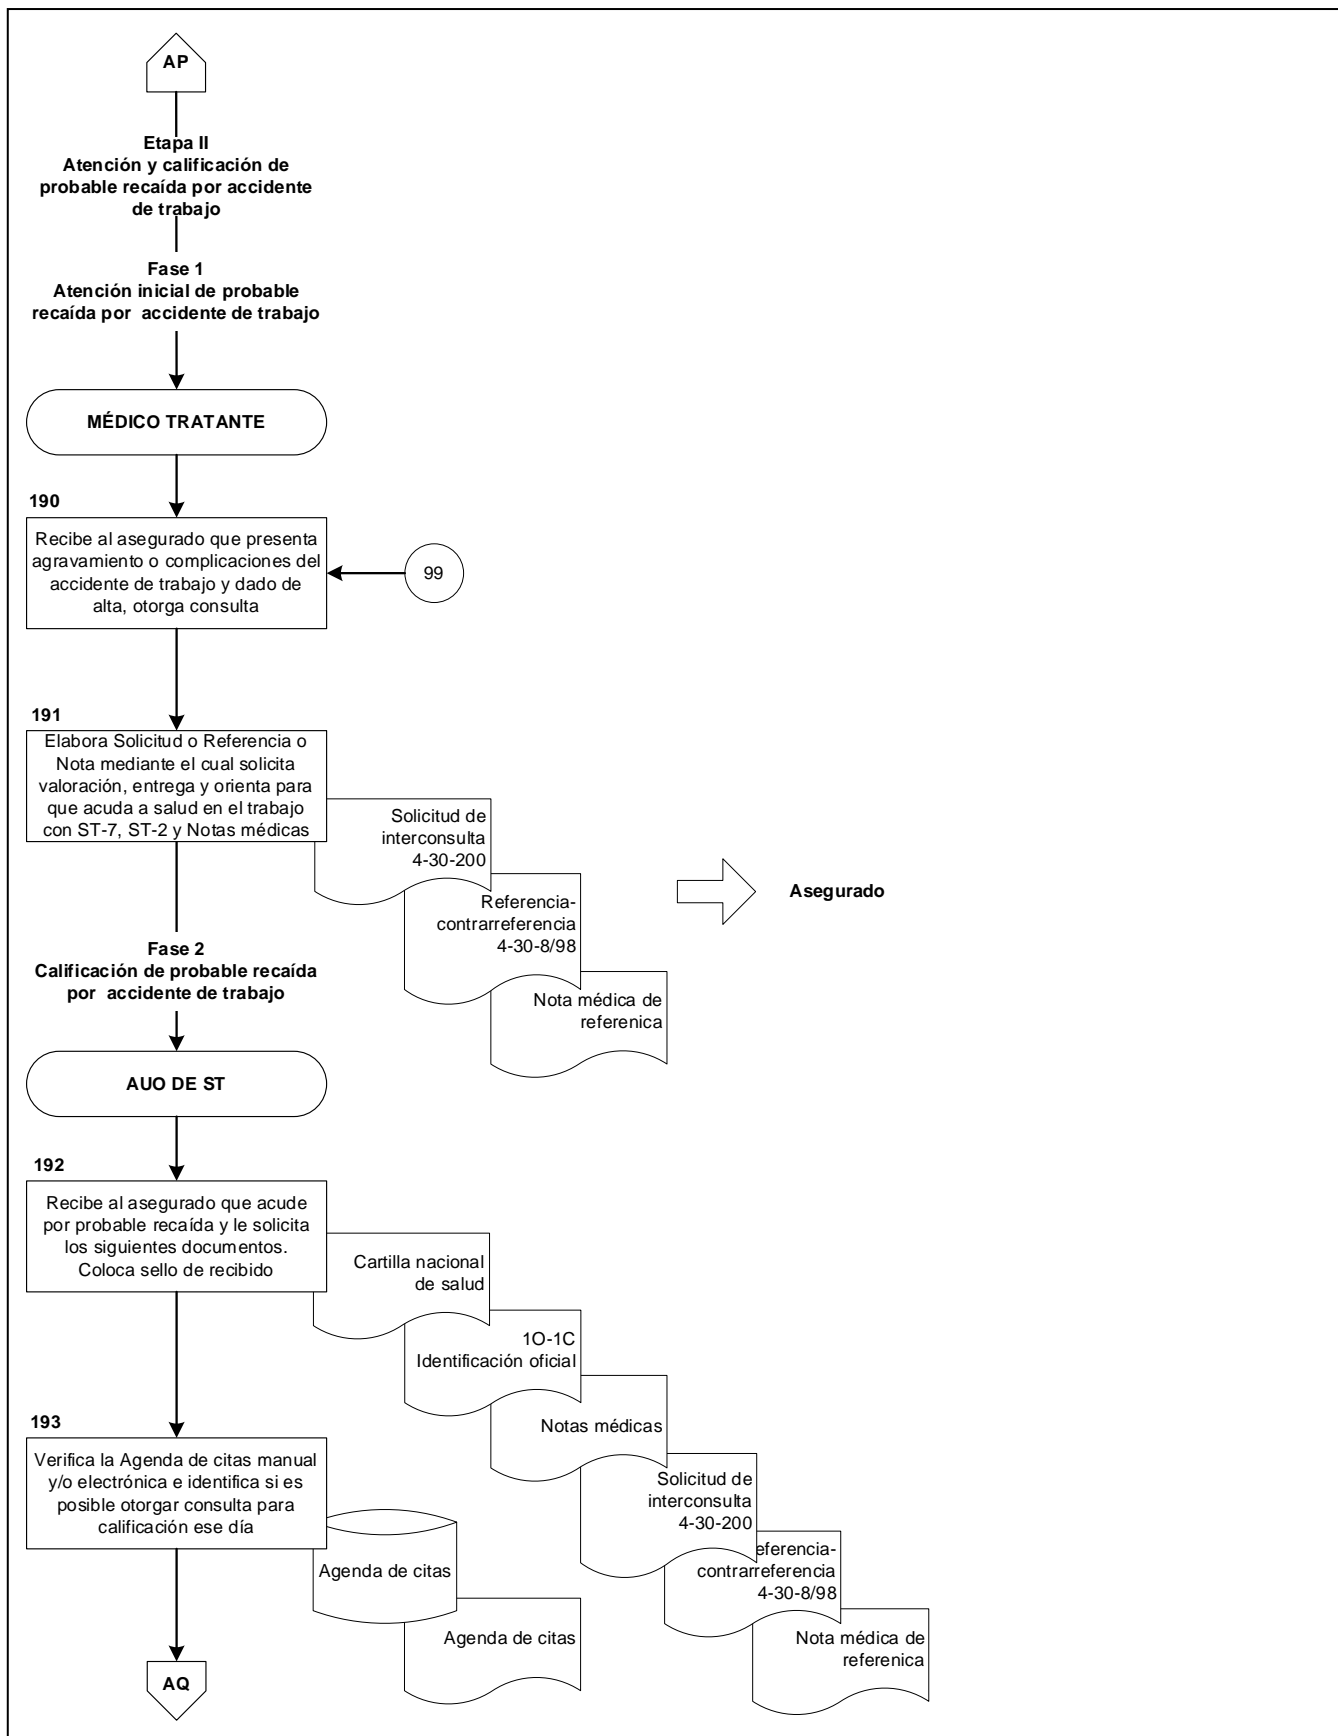 AP
Etapa II
Atención y calificación de
probable recaída por accidente
de trabajo
Fase 1
Atención inicial de probable
recaída por accidente de trabajo
MÉDICO TRATANTE
190
Recibe al asegurado que presenta
agravamiento o complicaciones del
accidente de trabajo y dado de
alta, otorga consulta
99
191
Elabora Solicitud o Referencia o
Nota mediante el cual solicita
valoración, entrega y orienta para
que acuda a salud en el trabajo
con ST-7, ST-2 y Notas médicas
Solicitud de
interconsulta
4-30-200
Referencia-
contrarreferencia
4-30-8/98
Nota médica de
referenica
Asegurado
Fase 2
Calificación de probable recaída
por accidente de trabajo
AUO DE ST
192
Recibe al asegurado que acude
por probable recaída y le solicita
los siguientes documentos.
Coloca sello de recibido
Cartilla nacional
de salud
1O-1C
Identificación oficial
Notas médicas
Solicitud de
interconsulta
4-30-200
eferencia-
contrarreferencia
4-30-8/98
Nota médica de
referenica
193
Verifica la Agenda de citas manual
y/o electrónica e identifica si es
posible otorgar consulta para
calificación ese día
Agenda de citas
Agenda de citas
AQ